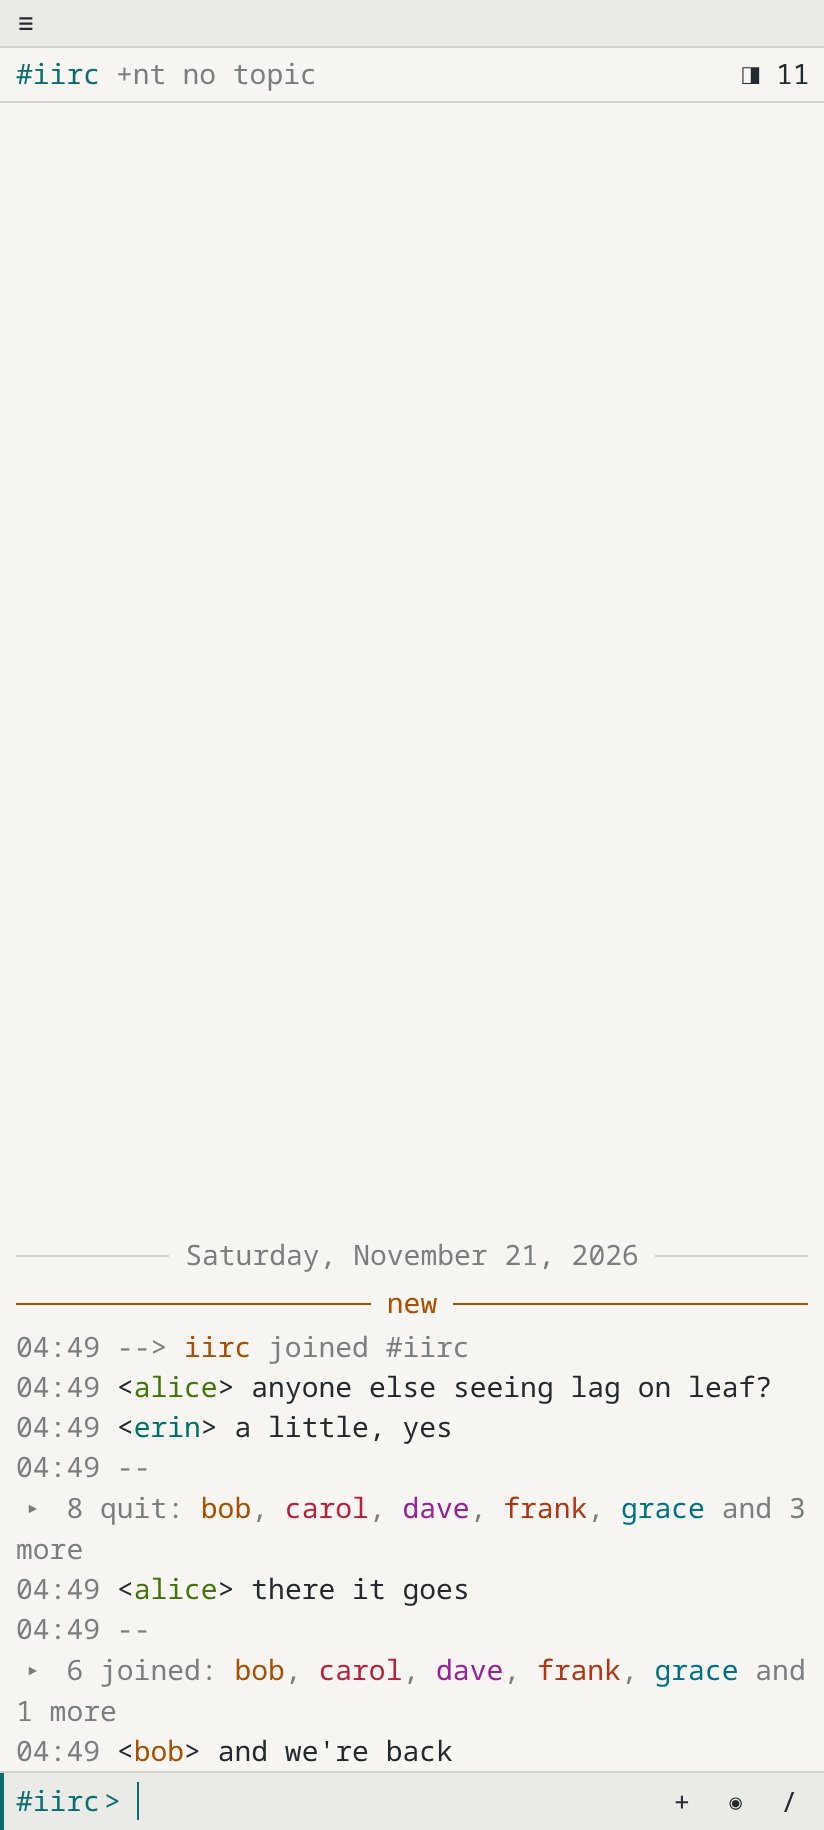 ≡
#iirc +nt no topic ◨ 11
Saturday, November 21, 2026
new
04:49 --> iirc joined #iirc
04:49 <alice> anyone else seeing lag on leaf?
04:49 <erin> a little, yes
04:49 --
▸ 8 quit: bob, carol, dave, frank, grace and 3
more
04:49 <alice> there it goes
04:49 --
▸ 6 joined: bob, carol, dave, frank, grace and
1 more
04:49 <bob> and we're back
#iirc> + ◉ /